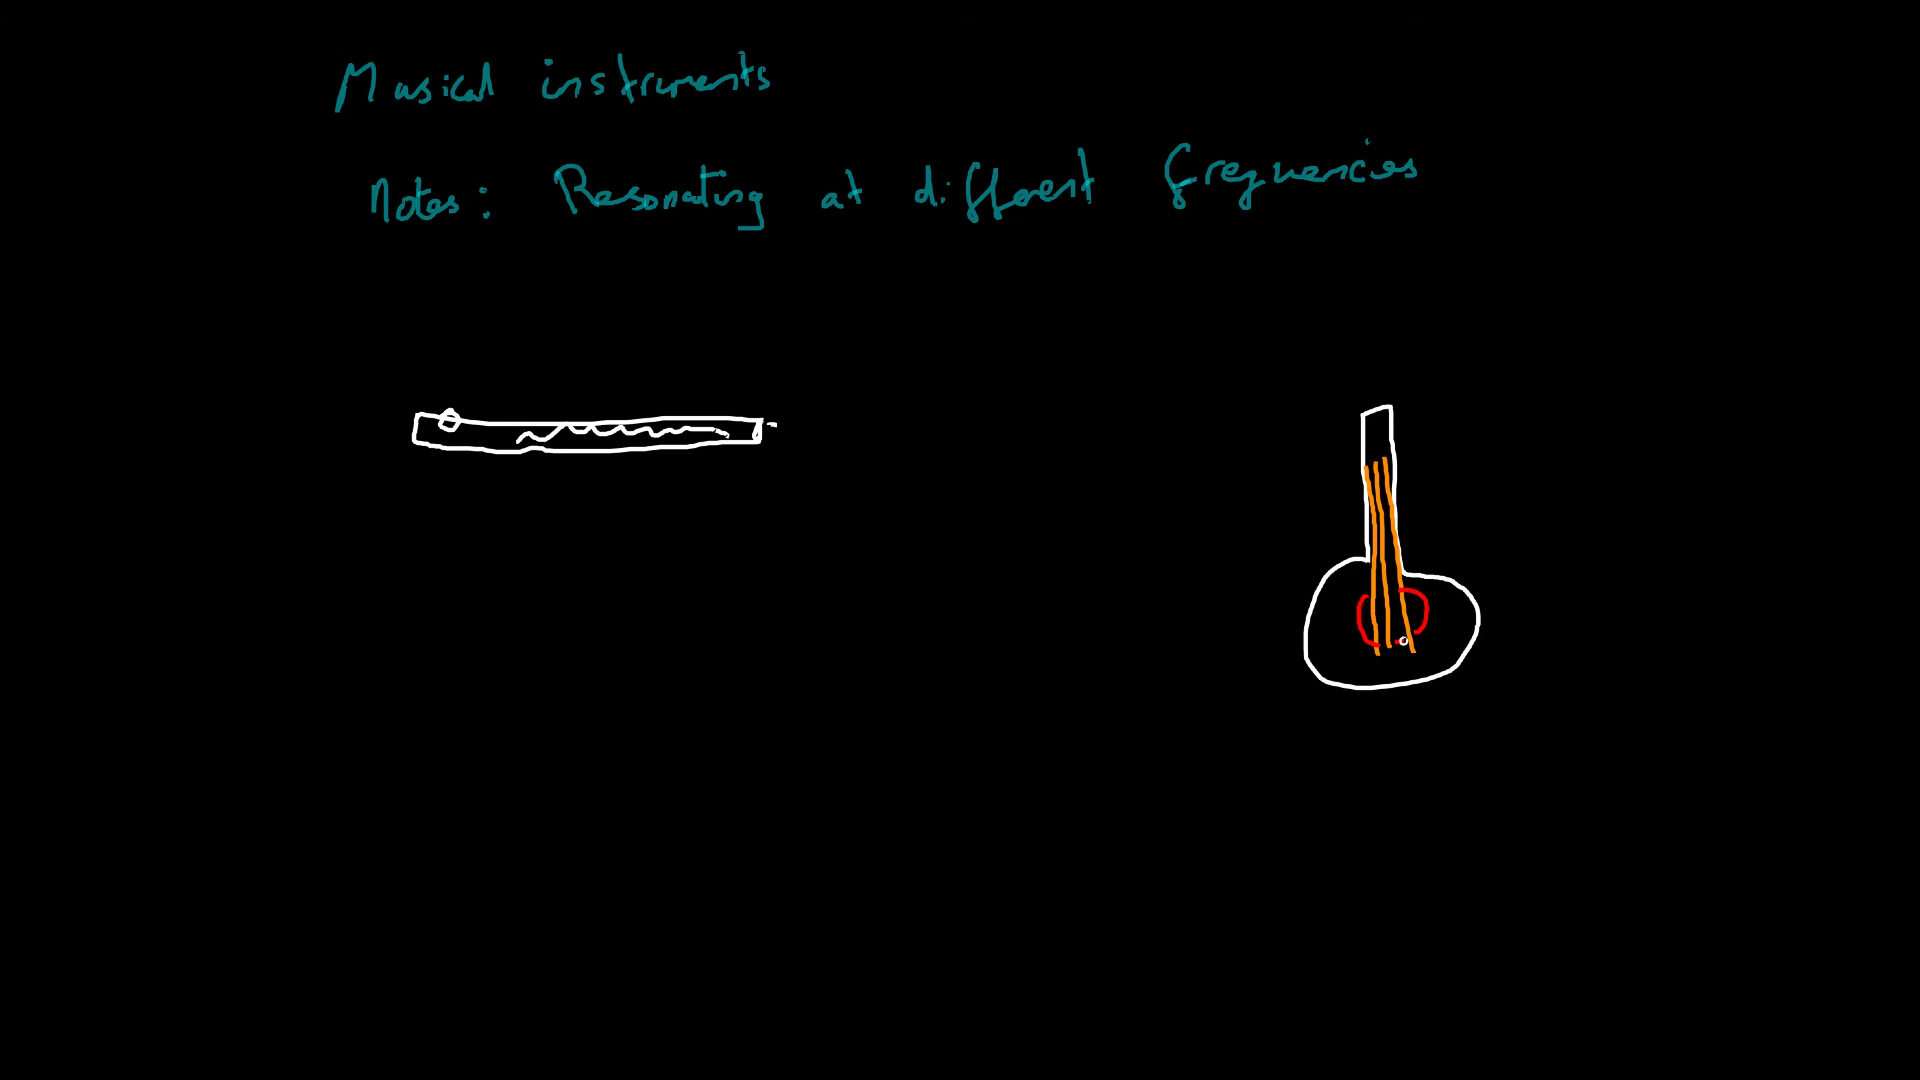 Musical instruments
Notes: Resonating at different frequencies